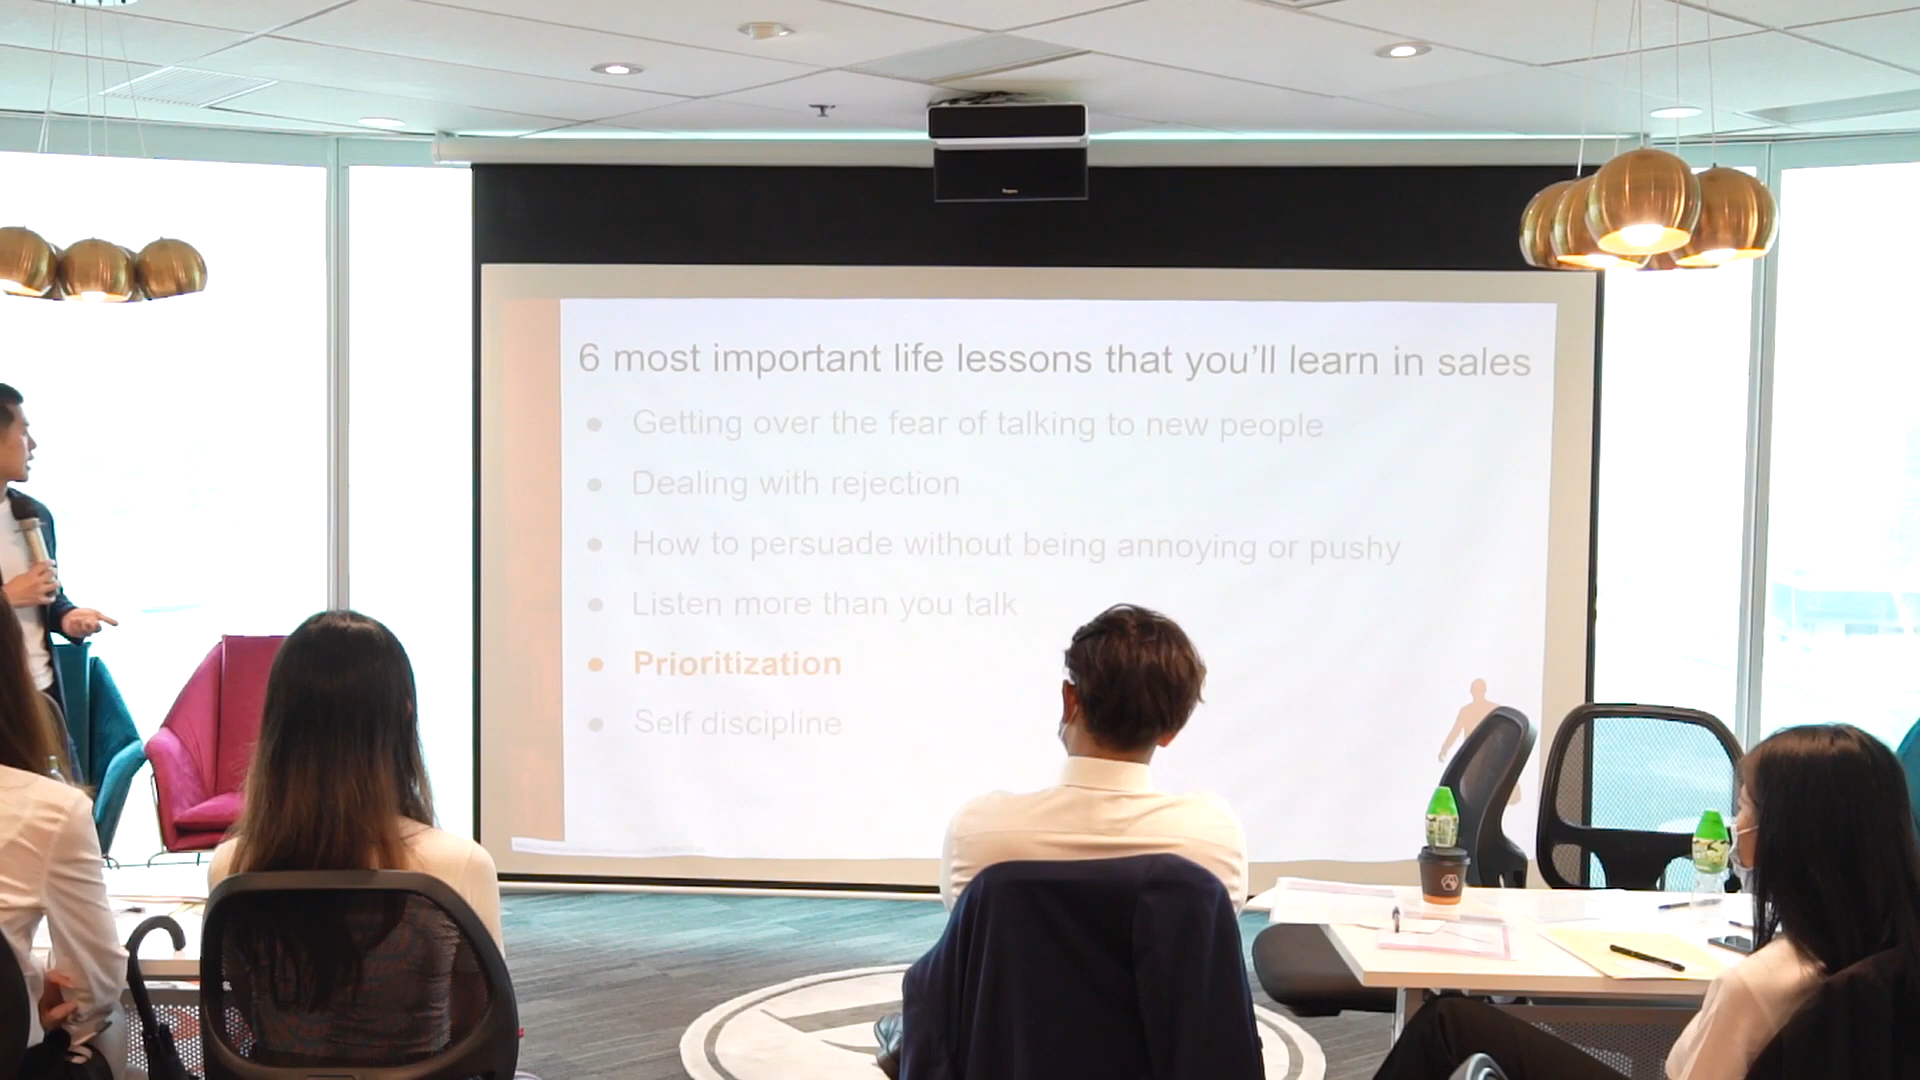 6 most important life lessons that you'll learn in sales
● Getting over the fear of talking to new people
● Dealing with rejection
● How to persuade without being annoying or pushy
● Listen more than you talk
● Prioritization
● Self discipline